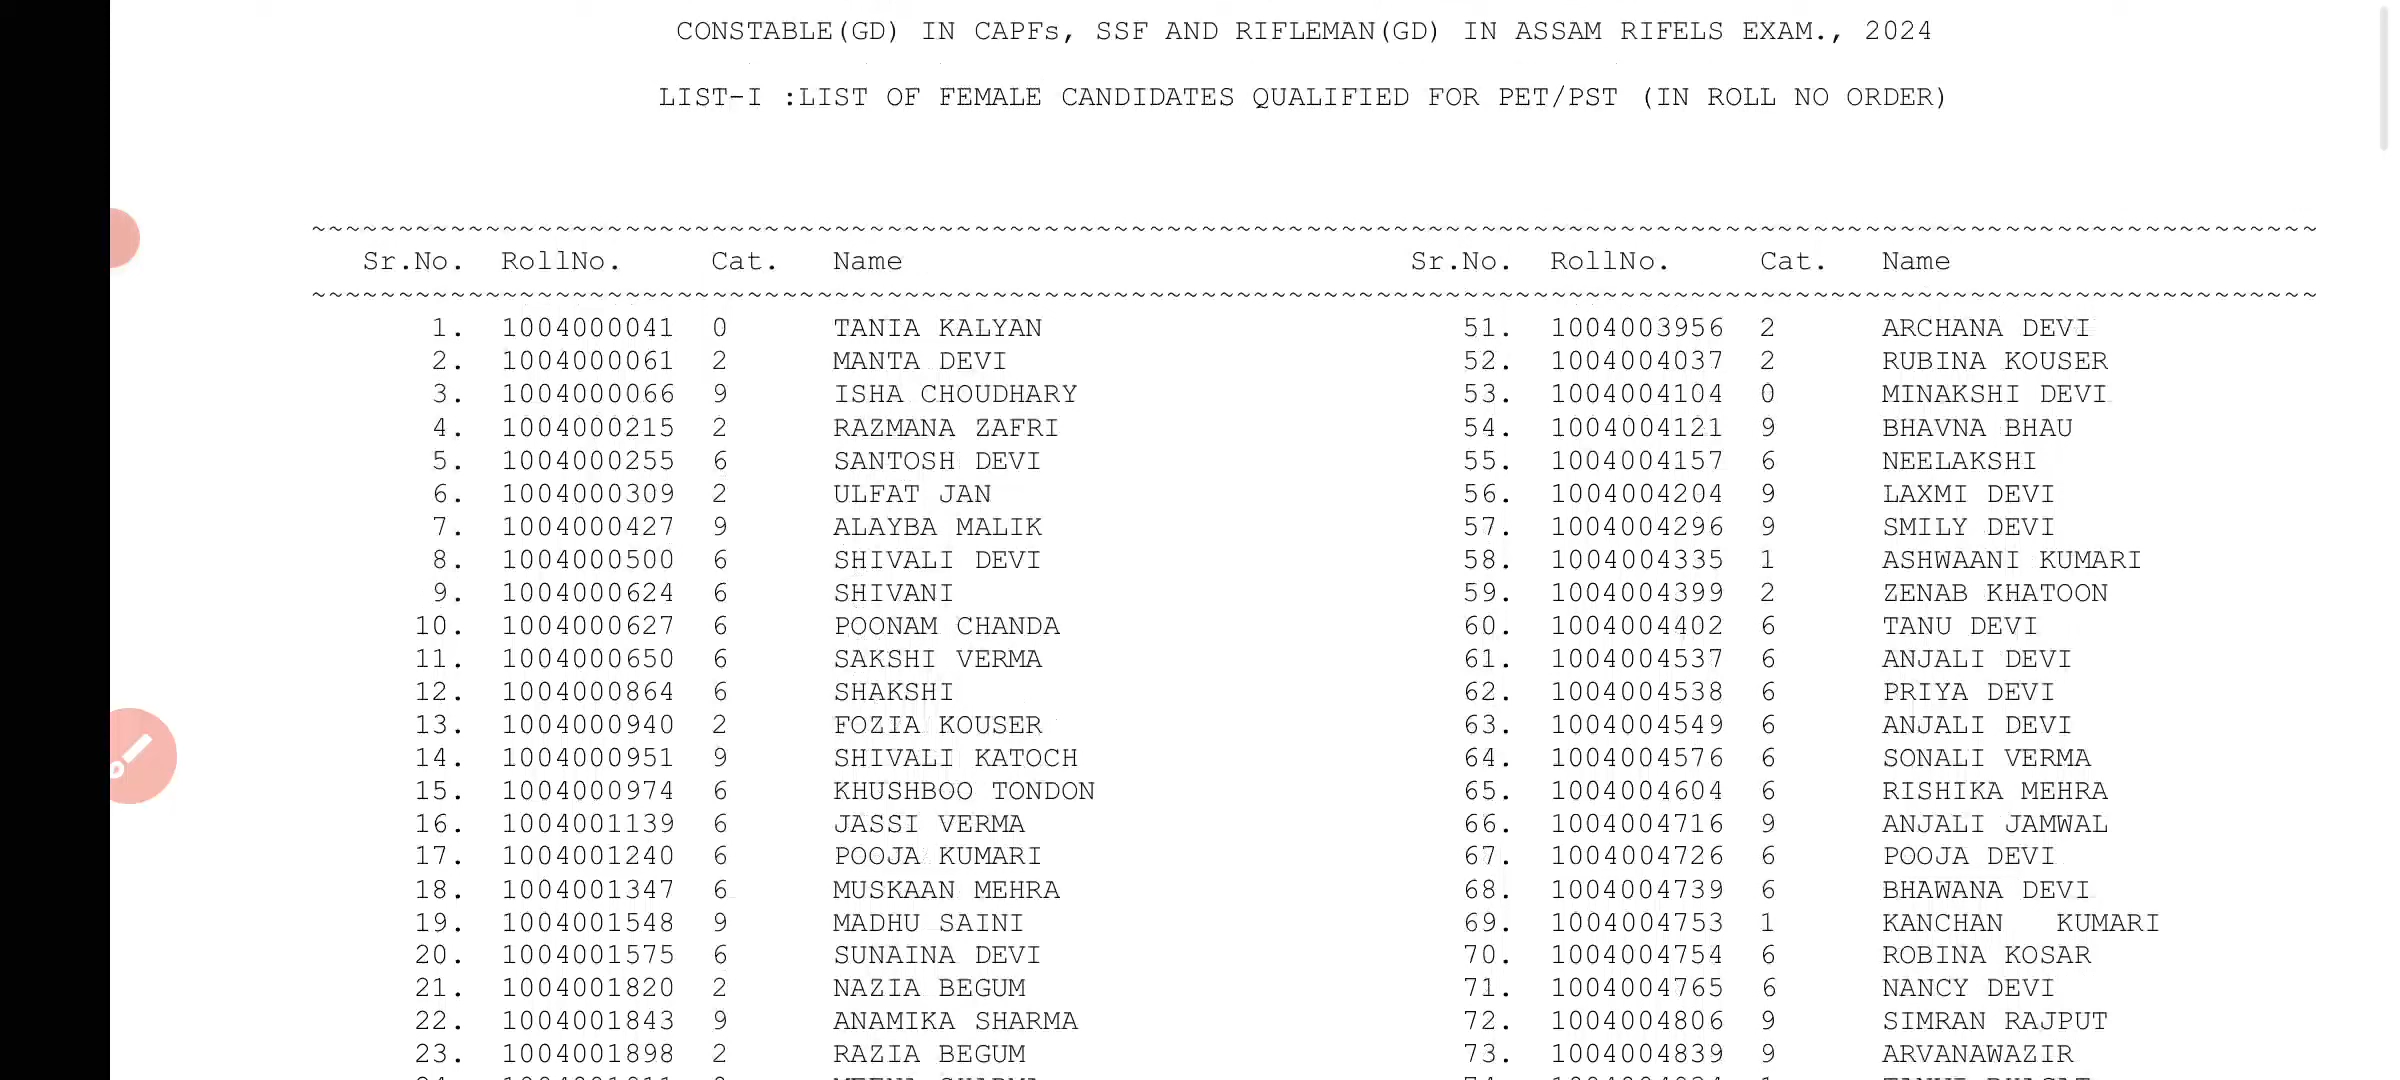 CONSTABLE(GD) IN CAPFs, SSF AND RIFLEMAN(GD) IN ASSAM RIFELS EXAM., 2024
LIST-I :LIST OF FEMALE CANDIDATES QUALIFIED FOR PET/PST (IN ROLL NO ORDER)
Sr.No. RollNo. Cat. Name Sr.No. RollNo. Cat. Name
1. 1004000041 0 TANIA KALYAN 51. 1004003956 2 ARCHANA DEVI
2. 1004000061 2 MANTA DEVI 52. 1004004037 2 RUBINA KOUSER
3. 1004000066 9 ISHA CHOUDHARY 53. 1004004104 0 MINAKSHI DEVI
4. 1004000215 2 RAZMANA ZAFRI 54. 1004004121 9 BHAVNA BHAU
5. 1004000255 6 SANTOSH DEVI 55. 1004004157 6 NEELAKSHI
6. 1004000309 2 ULFAT JAN 56. 1004004204 9 LAXMI DEVI
7. 1004000427 9 ALAYBA MALIK 57. 1004004296 9 SMILY DEVI
8. 1004000500 6 SHIVALI DEVI 58. 1004004335 1 ASHWAANI KUMARI
9. 1004000624 6 SHIVANI 59. 1004004399 2 ZENAB KHATOON
10. 1004000627 6 POONAM CHANDA 60. 1004004402 6 TANU DEVI
11. 1004000650 6 SAKSHI VERMA 61. 1004004537 6 ANJALI DEVI
12. 1004000864 6 SHAKSHI 62. 1004004538 6 PRIYA DEVI
13. 1004000940 2 FOZIA KOUSER 63. 1004004549 6 ANJALI DEVI
14. 1004000951 9 SHIVALI KATOCH 64. 1004004576 6 SONALI VERMA
15. 1004000974 6 KHUSHBOO TONDON 65. 1004004604 6 RISHIKA MEHRA
16. 1004001139 6 JASSI VERMA 66. 1004004716 9 ANJALI JAMWAL
17. 1004001240 6 POOJA KUMARI 67. 1004004726 6 POOJA DEVI
18. 1004001347 6 MUSKAAN MEHRA 68. 1004004739 6 BHAWANA DEVI
19. 1004001548 9 MADHU SAINI 69. 1004004753 1 KANCHAN KUMARI
20. 1004001575 6 SUNAINA DEVI 70. 1004004754 6 ROBINA KOSAR
21. 1004001820 2 NAZIA BEGUM 71. 1004004765 6 NANCY DEVI
22. 1004001843 9 ANAMIKA SHARMA 72. 1004004806 9 SIMRAN RAJPUT
23. 1004001898 2 RAZIA BEGUM 73. 1004004839 9 ARVANAWAZIR